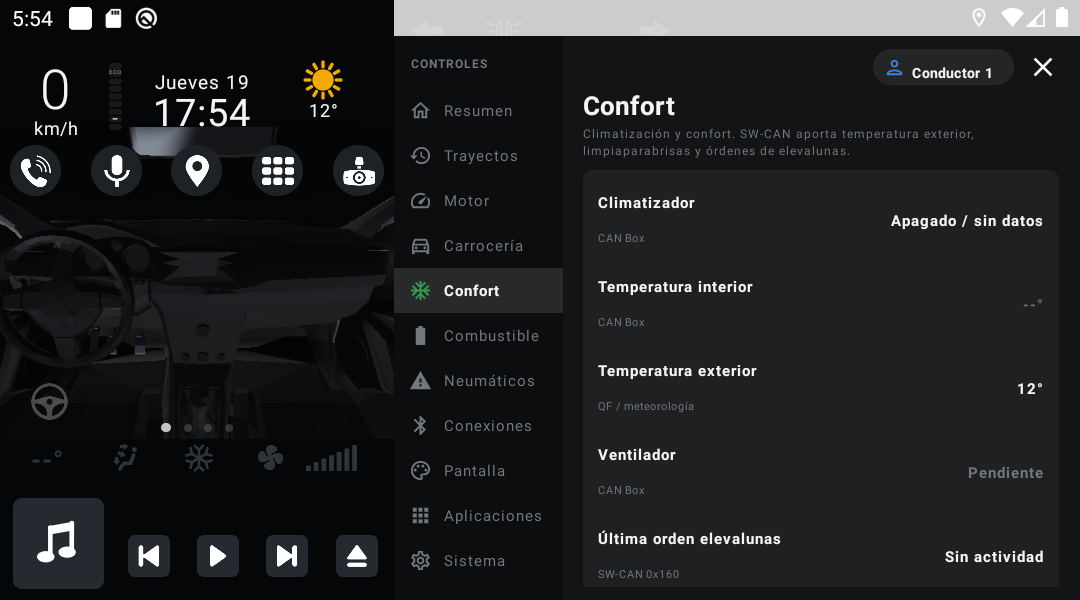 5:54
0
km/h
ECO
Jueves 19
17:54
12°
--°
CONTROLES
Resumen
Trayectos
Motor
Carrocería
Confort
Combustible
Neumáticos
Conexiones
Pantalla
Aplicaciones
Sistema
Conductor 1
Confort
Climatización y confort. SW-CAN aporta temperatura exterior,
limpiaparabrisas y órdenes de elevalunas.
Climatizador
CAN Box
Apagado / sin datos
Temperatura interior
CAN Box
--°
Temperatura exterior
QF / meteorología
12°
Ventilador
CAN Box
Pendiente
Última orden elevalunas
SW-CAN 0x160
Sin actividad